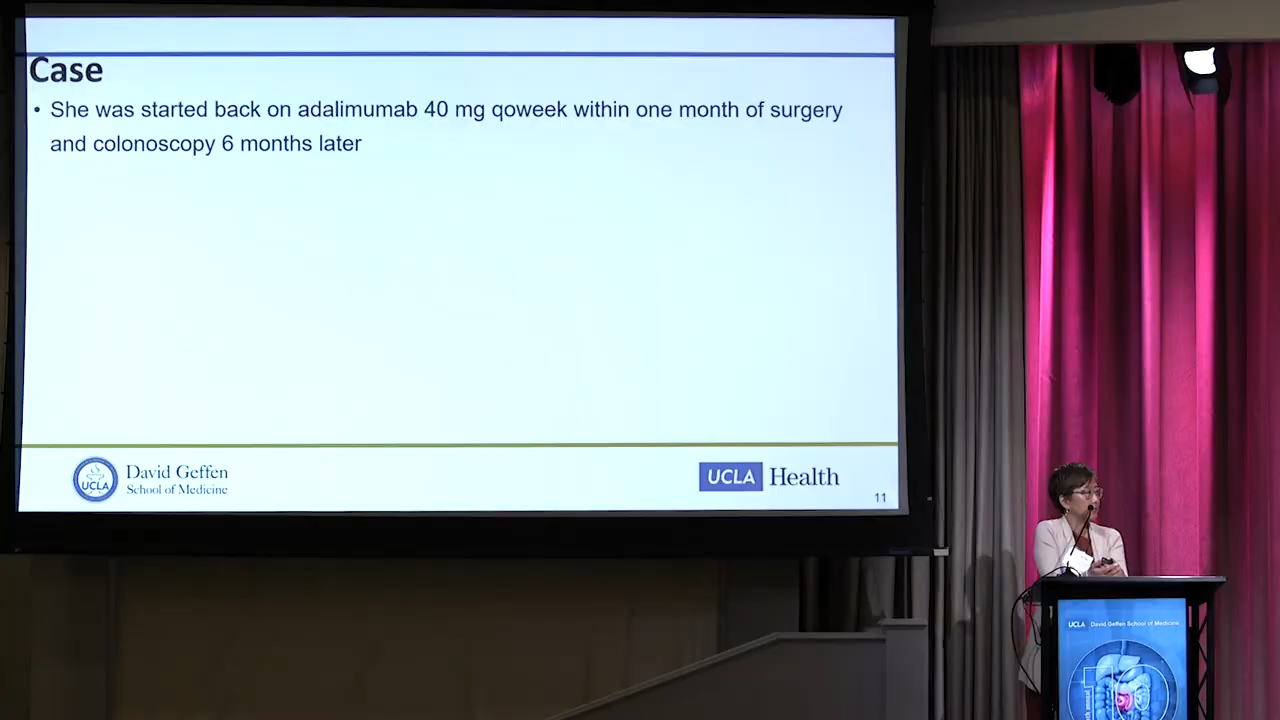 Case
• She was started back on adalimumab 40 mg qoweek within one month of surgery
and colonoscopy 6 months later
UCLA
David Geffen
School of Medicine
UCLA Health
11
UCLA David Geffen School of Medicine